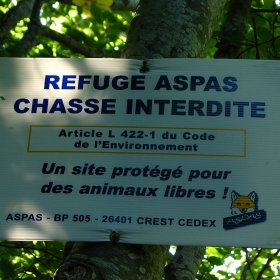 REFUGE ASPAS
CHASSE INTERDITE
Article L 422-1 du Code
de l'Environnement
Un site protégé pour
des animaux libres !
ASPAS - BP 505 - 26401 CREST CEDEX
ASPAS